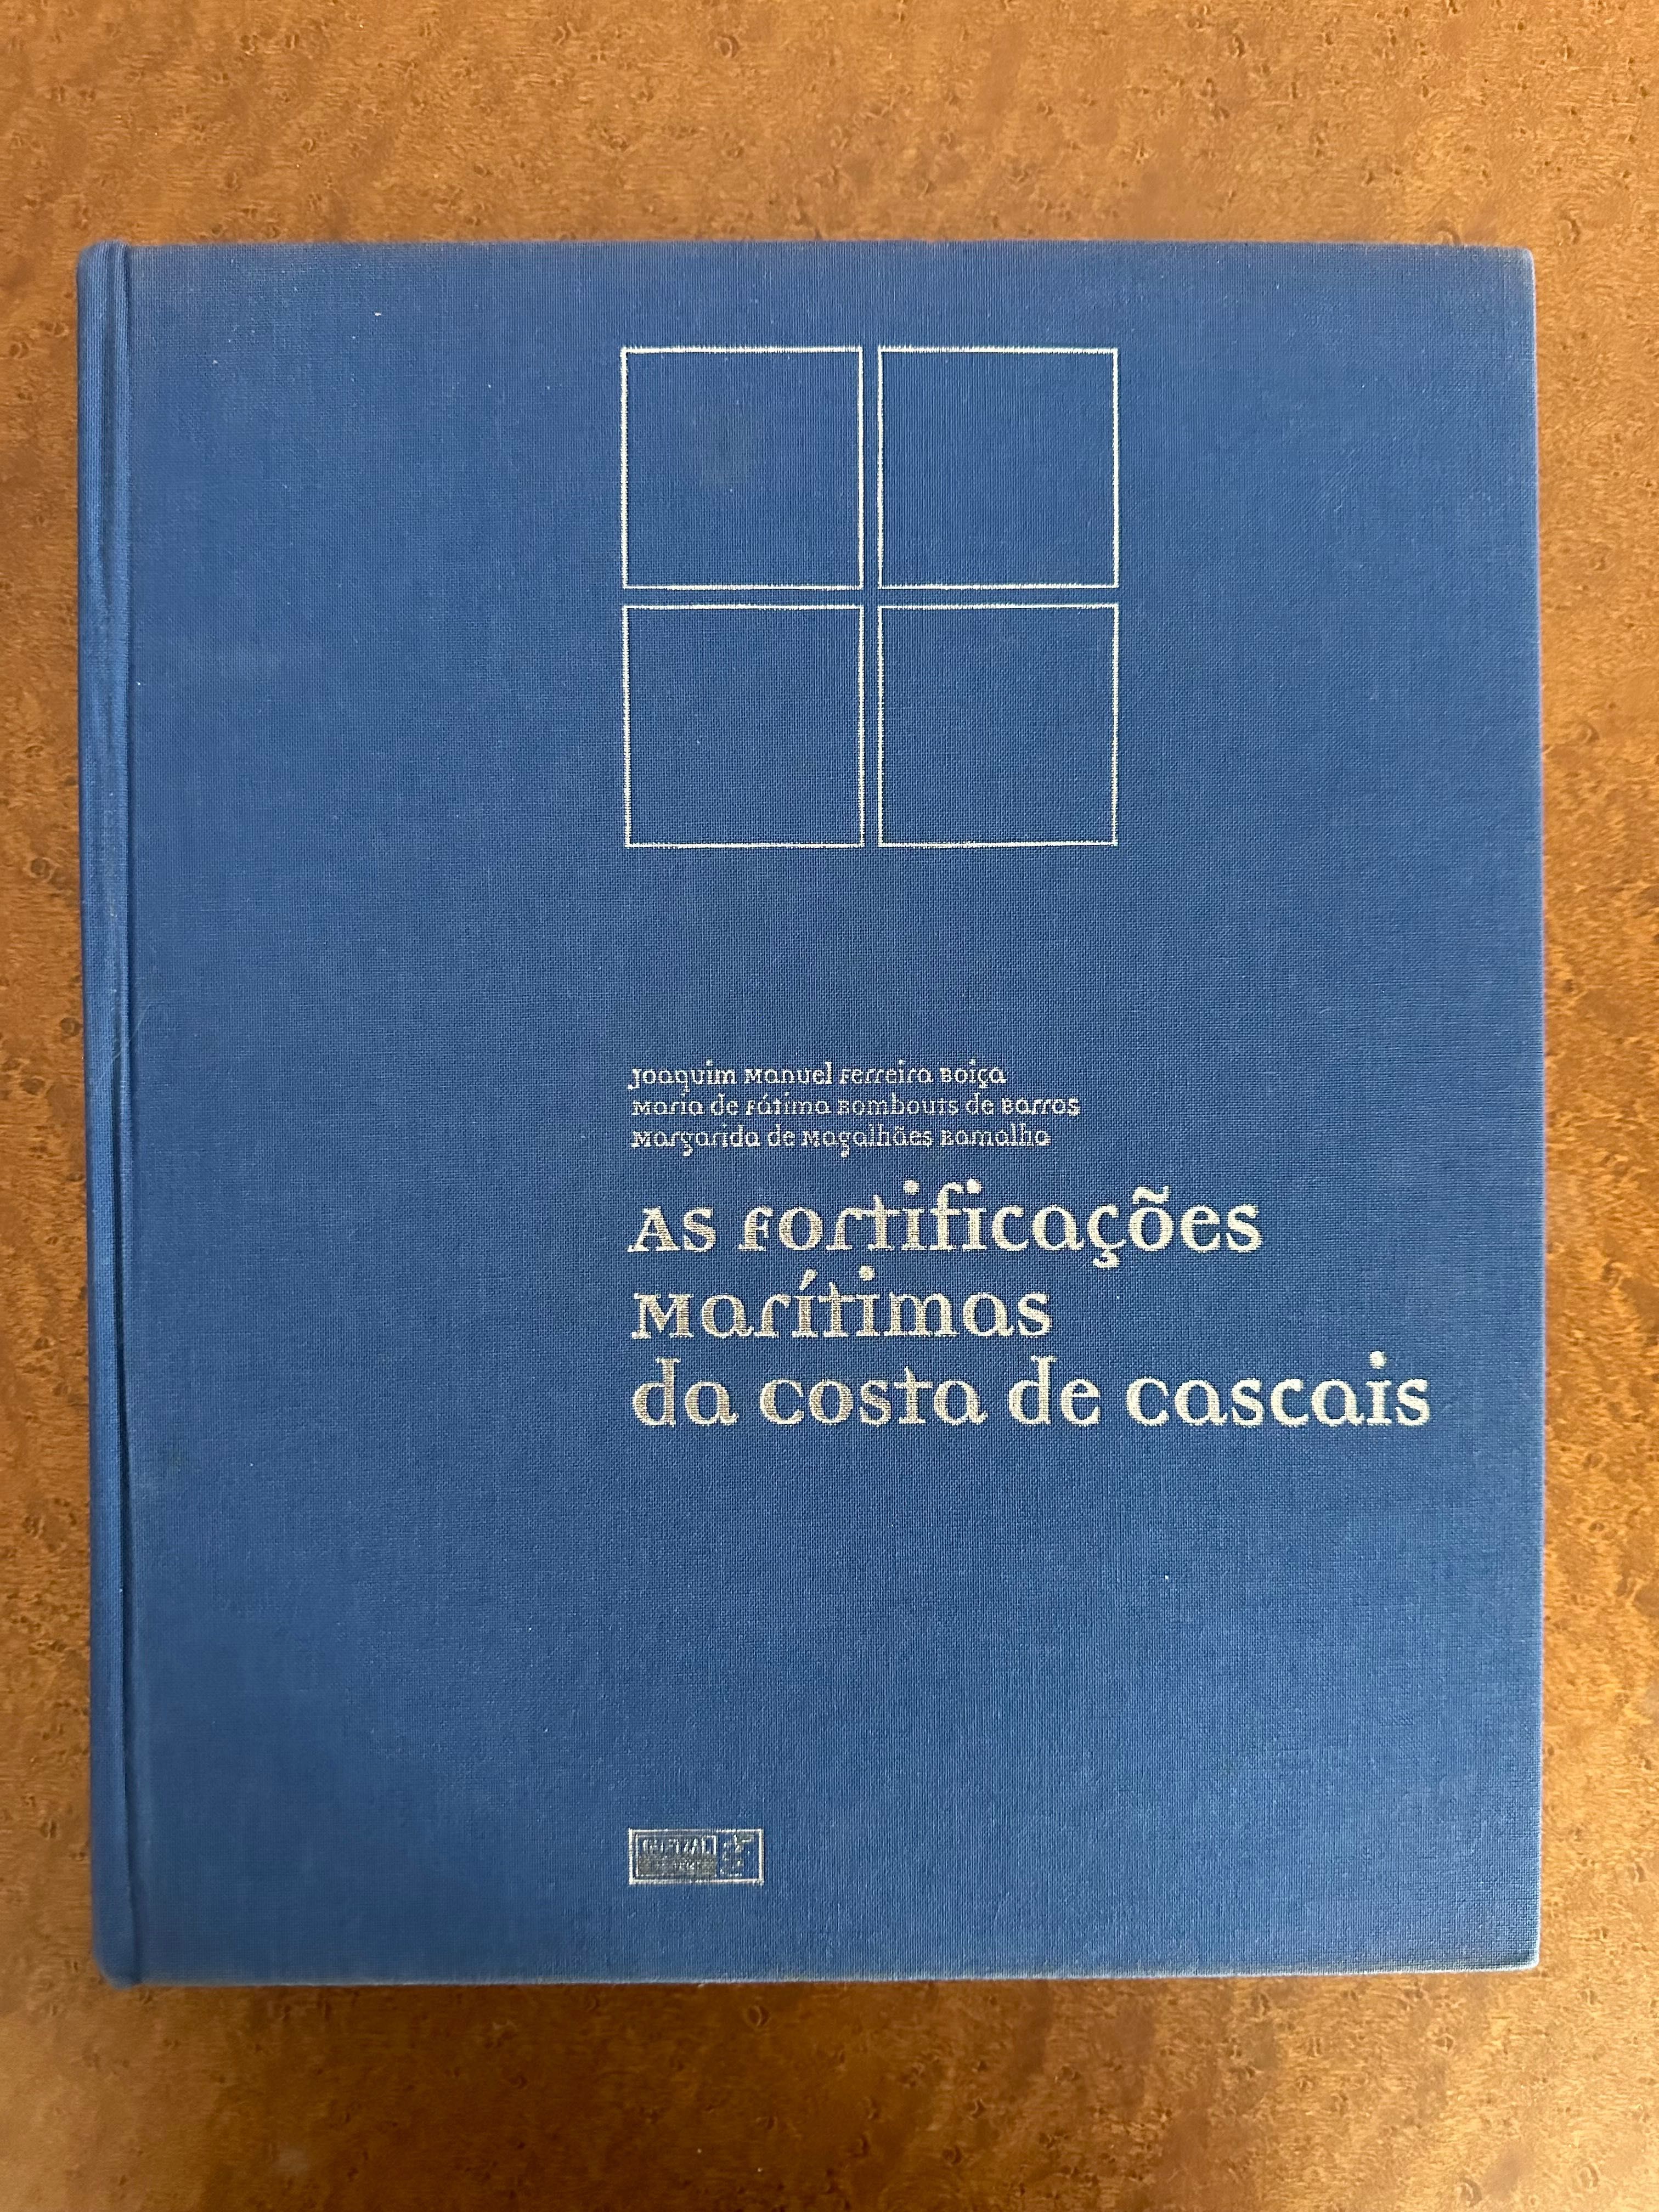 Joaquim Manuel Ferreira Boiça
Maria de Fátima Rombouts de Barros
Margarida de Magalhães Ramalho
As Fortificações
Marítimas
da Costa de Cascais
QUETZAL